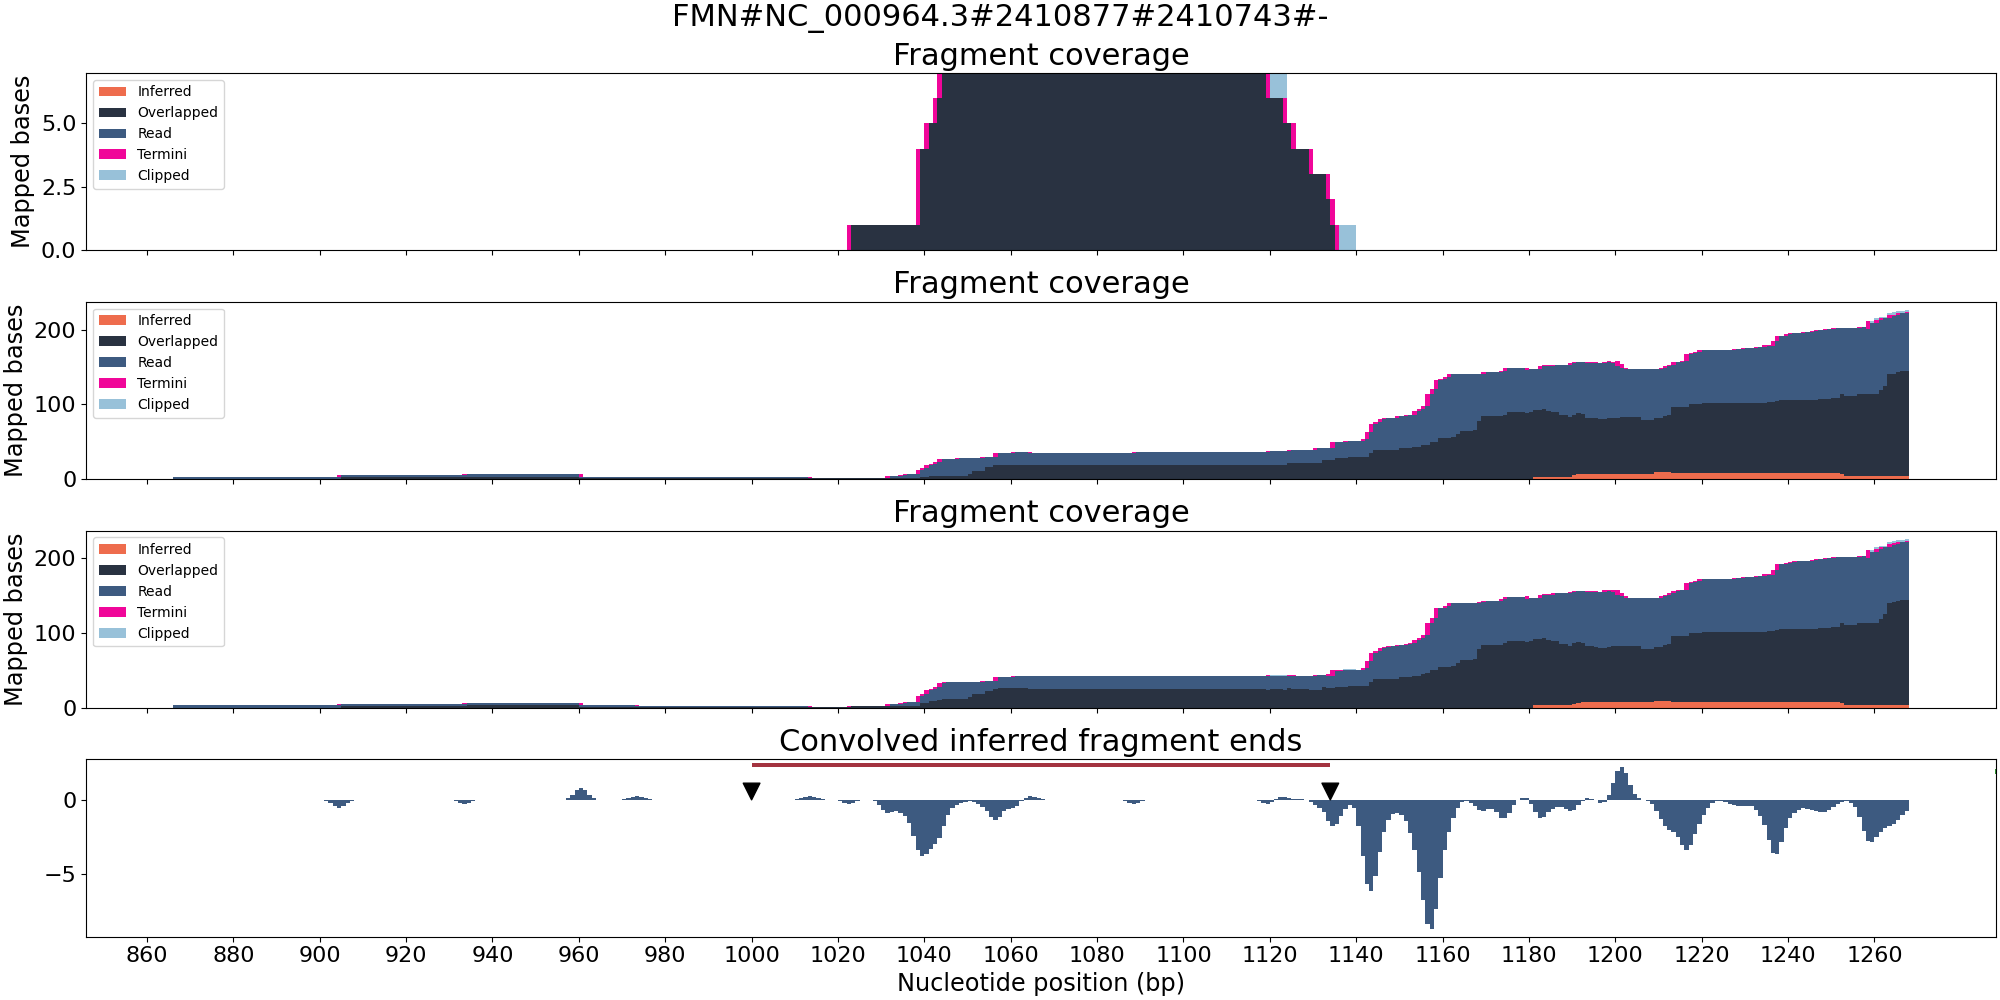 FMN#NC_000964.3#2410877#2410743#-
Fragment coverage
Mapped bases
5.0
2.5
0.0
Inferred
Overlapped
Read
Termini
Clipped
Fragment coverage
Mapped bases
200
100
0
Inferred
Overlapped
Read
Termini
Clipped
Fragment coverage
Mapped bases
200
100
0
Inferred
Overlapped
Read
Termini
Clipped
Convolved inferred fragment ends
0
−5
860 880 900 920 940 960 980 1000 1020 1040 1060 1080 1100 1120 1140 1160 1180 1200 1220 1240 1260
Nucleotide position (bp)